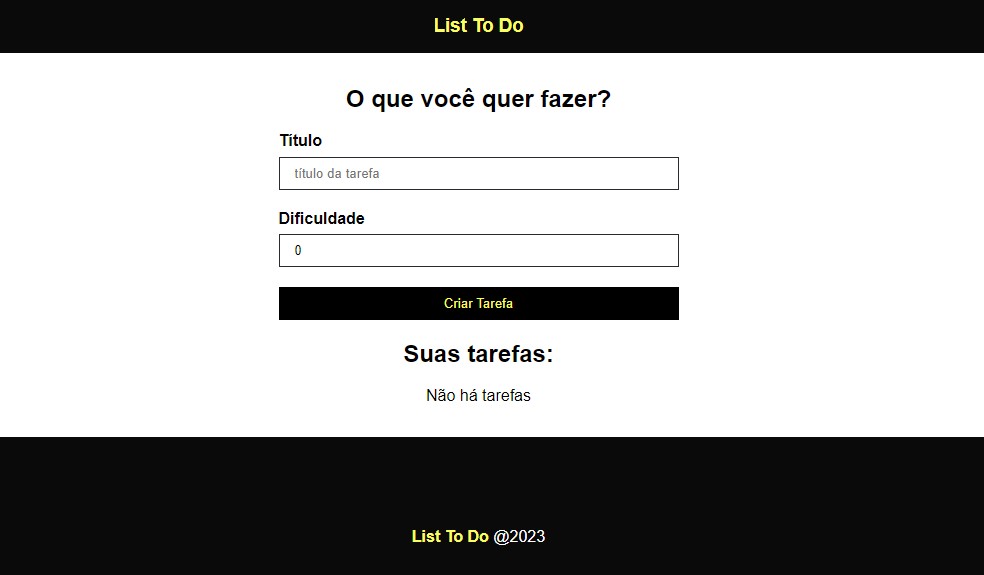 List To Do
O que você quer fazer?
Título
título da tarefa
Dificuldade
0
Criar Tarefa
Suas tarefas:
Não há tarefas
List To Do @2023